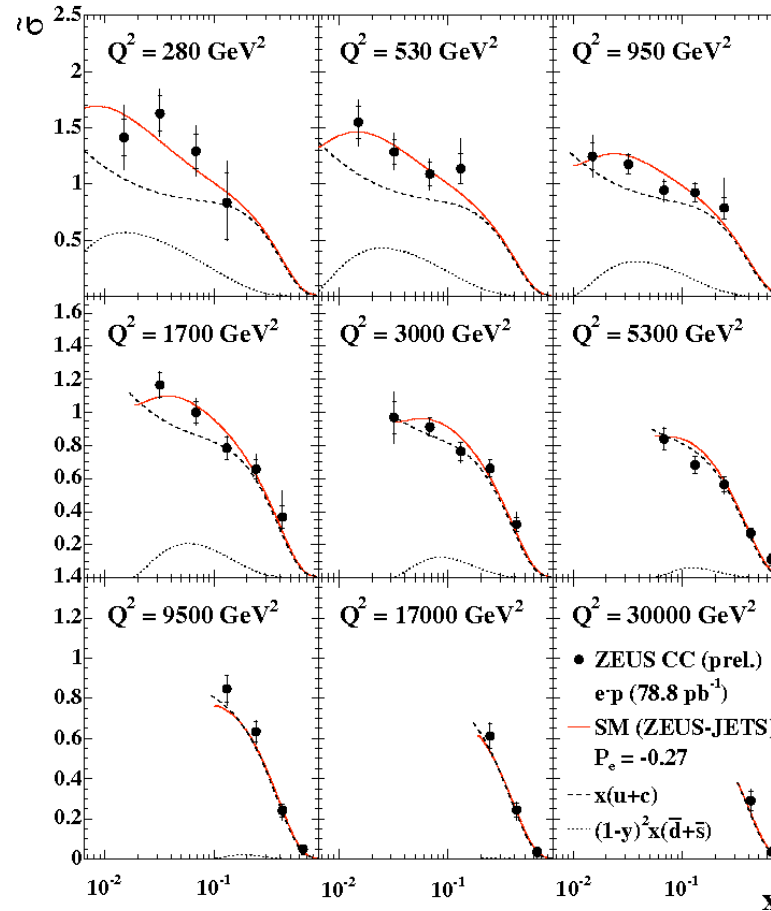 σ̃
2.5
2
1.5
1
0.5
Q² = 280 GeV²
Q² = 530 GeV²
Q² = 950 GeV²
1.6
1.4
1.2
1
0.8
0.6
0.4
0.2
Q² = 1700 GeV²
Q² = 3000 GeV²
Q² = 5300 GeV²
1.4
1.2
1
0.8
0.6
0.4
0.2
0
Q² = 9500 GeV²
Q² = 17000 GeV²
Q² = 30000 GeV²
ZEUS CC (prel.)
e⁻p (78.8 pb⁻¹)
SM (ZEUS-JETS)
Pₑ = -0.27
x(u+c)
(1-y)²x(d̄+s̄)
10⁻² 10⁻¹ 10⁻² 10⁻¹ 10⁻² 10⁻¹ x